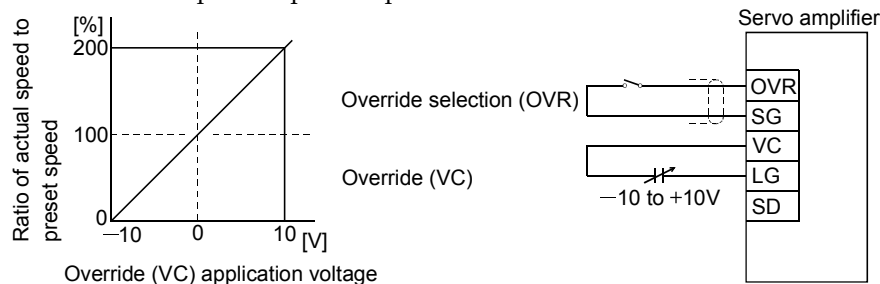 [%]
200
100
0
−10
0
10
[V]
Ratio of actual speed to
preset speed
Override (VC) application voltage
Override selection (OVR)
Override (VC)
−10 to +10V
Servo amplifier
OVR
SG
VC
LG
SD